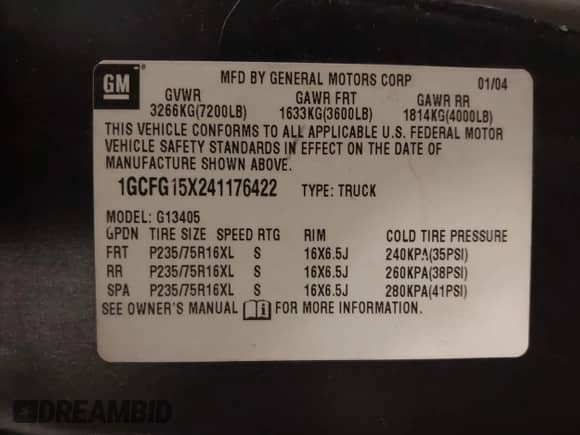 GM
MFD BY GENERAL MOTORS CORP 01/04
GVWR GAWR FRT GAWR RR
3266KG(7200LB) 1633KG(3600LB) 1814KG(4000LB)
THIS VEHICLE CONFORMS TO ALL APPLICABLE U.S. FEDERAL MOTOR
VEHICLE SAFETY STANDARDS IN EFFECT ON THE DATE OF
MANUFACTURE SHOWN ABOVE.
1GCFG15X241176422 TYPE: TRUCK
MODEL: G13405
GPDN TIRE SIZE SPEED RTG RIM COLD TIRE PRESSURE
FRT P235/75R16XL S 16X6.5J 240KPA(35PSI)
RR P235/75R16XL S 16X6.5J 260KPA(38PSI)
SPA P235/75R16XL S 16X6.5J 280KPA(41PSI)
SEE OWNER'S MANUAL FOR MORE INFORMATION.
DREAMBID